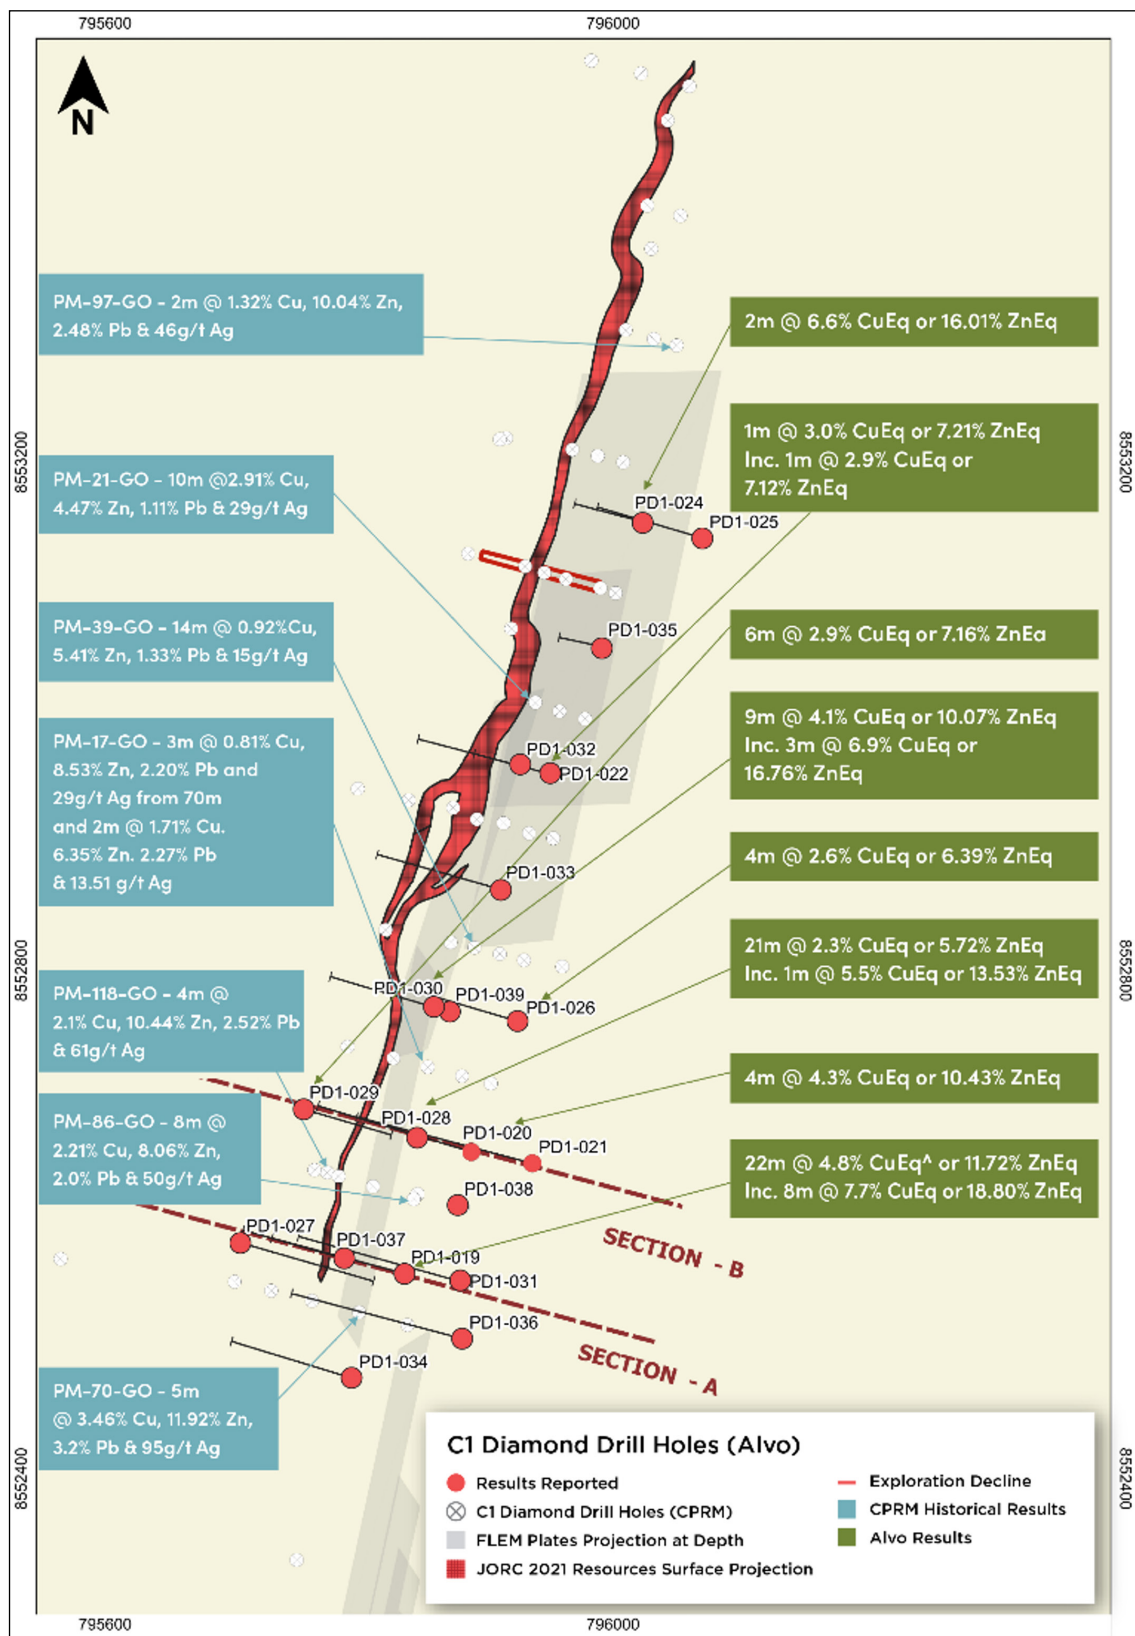 795600
796000
N
PM-97-GO - 2m @ 1.32% Cu, 10.04% Zn,
2.48% Pb & 46g/t Ag
2m @ 6.6% CuEq or 16.01% ZnEq
1m @ 3.0% CuEq or 7.21% ZnEq
Inc. 1m @ 2.9% CuEq or
7.12% ZnEq
8553200
8553200
PM-21-GO - 10m @2.91% Cu,
4.47% Zn, 1.11% Pb & 29g/t Ag
PD1-024
PD1-025
PM-39-GO - 14m @ 0.92%Cu,
5.41% Zn, 1.33% Pb & 15g/t Ag
PD1-035
6m @ 2.9% CuEq or 7.16% ZnEa
9m @ 4.1% CuEq or 10.07% ZnEq
Inc. 3m @ 6.9% CuEq or
16.76% ZnEq
PM-17-GO - 3m @ 0.81% Cu,
8.53% Zn, 2.20% Pb and
29g/t Ag from 70m
and 2m @ 1.71% Cu.
6.35% Zn. 2.27% Pb
& 13.51 g/t Ag
PD1-032
PD1-022
4m @ 2.6% CuEq or 6.39% ZnEq
PD1-033
21m @ 2.3% CuEq or 5.72% ZnEq
Inc. 1m @ 5.5% CuEq or 13.53% ZnEq
8552800
8552800
PM-118-GO - 4m @
2.1% Cu, 10.44% Zn, 2.52% Pb
& 61g/t Ag
PD1-030
PD1-039
PD1-026
4m @ 4.3% CuEq or 10.43% ZnEq
PD1-029
PD1-028
PD1-020
PD1-021
PM-86-GO - 8m @
2.21% Cu, 8.06% Zn,
2.0% Pb & 50g/t Ag
22m @ 4.8% CuEq^ or 11.72% ZnEq
Inc. 8m @ 7.7% CuEq or 18.80% ZnEq
PD1-038
PD1-027
PD1-037
PD1-019
PD1-031
SECTION - B
PD1-036
PD1-034
SECTION - A
PM-70-GO - 5m
@ 3.46% Cu, 11.92% Zn,
3.2% Pb & 95g/t Ag
8552400
8552400
C1 Diamond Drill Holes (Alvo)
Results Reported
C1 Diamond Drill Holes (CPRM)
FLEM Plates Projection at Depth
JORC 2021 Resources Surface Projection
Exploration Decline
CPRM Historical Results
Alvo Results
795600
796000